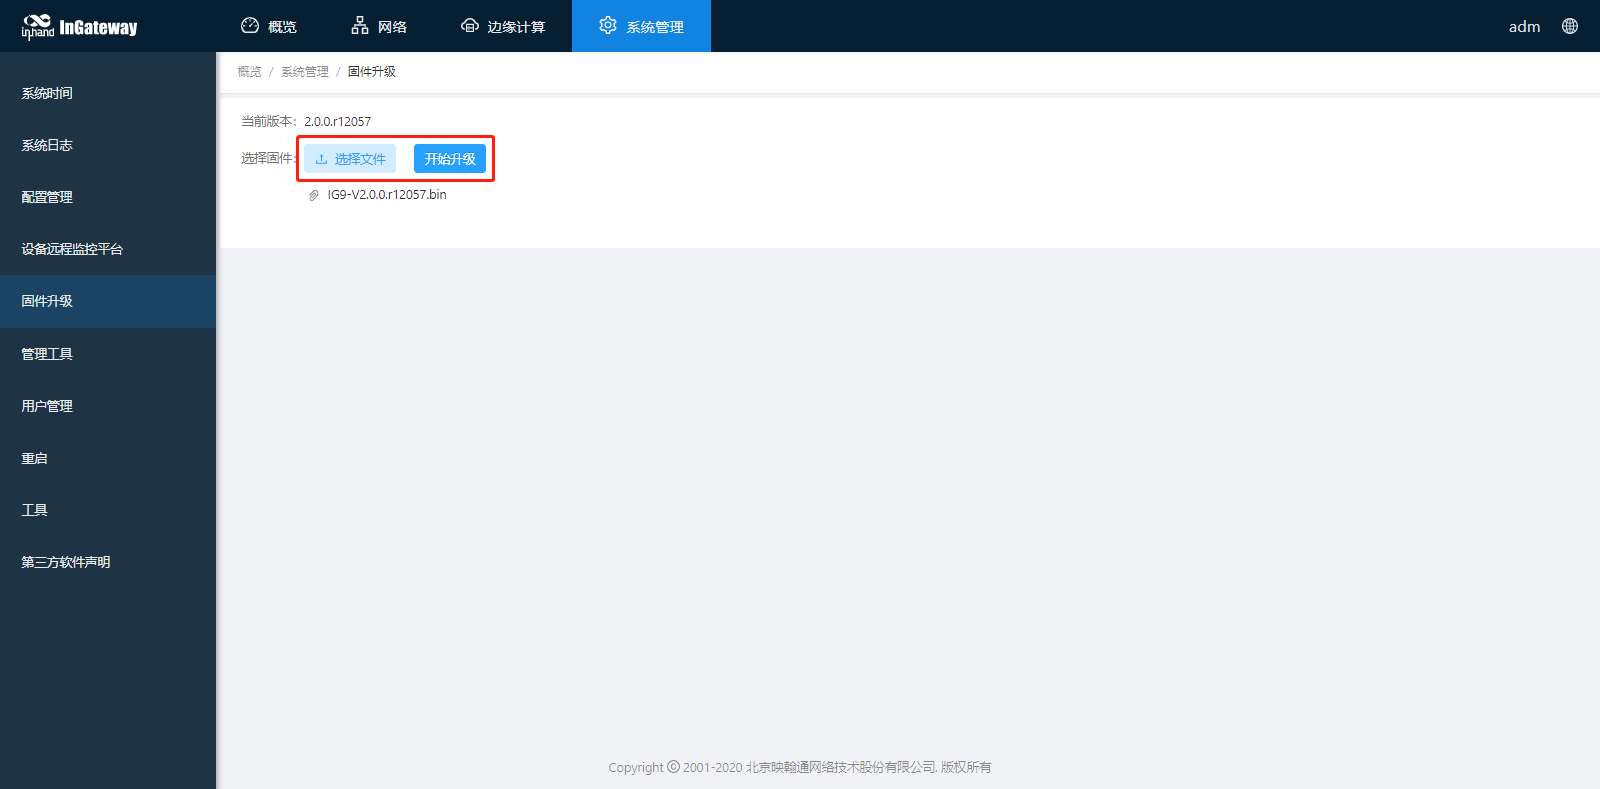 inhand InGateway
概览
网络
边缘计算
系统管理
adm
系统时间
系统日志
配置管理
设备远程监控平台
固件升级
管理工具
用户管理
重启
工具
第三方软件声明
概览 / 系统管理 / 固件升级
当前版本: 2.0.0.r12057
选择固件: 选择文件 开始升级
IG9-V2.0.0.r12057.bin
Copyright © 2001-2020 北京映翰通网络技术股份有限公司. 版权所有